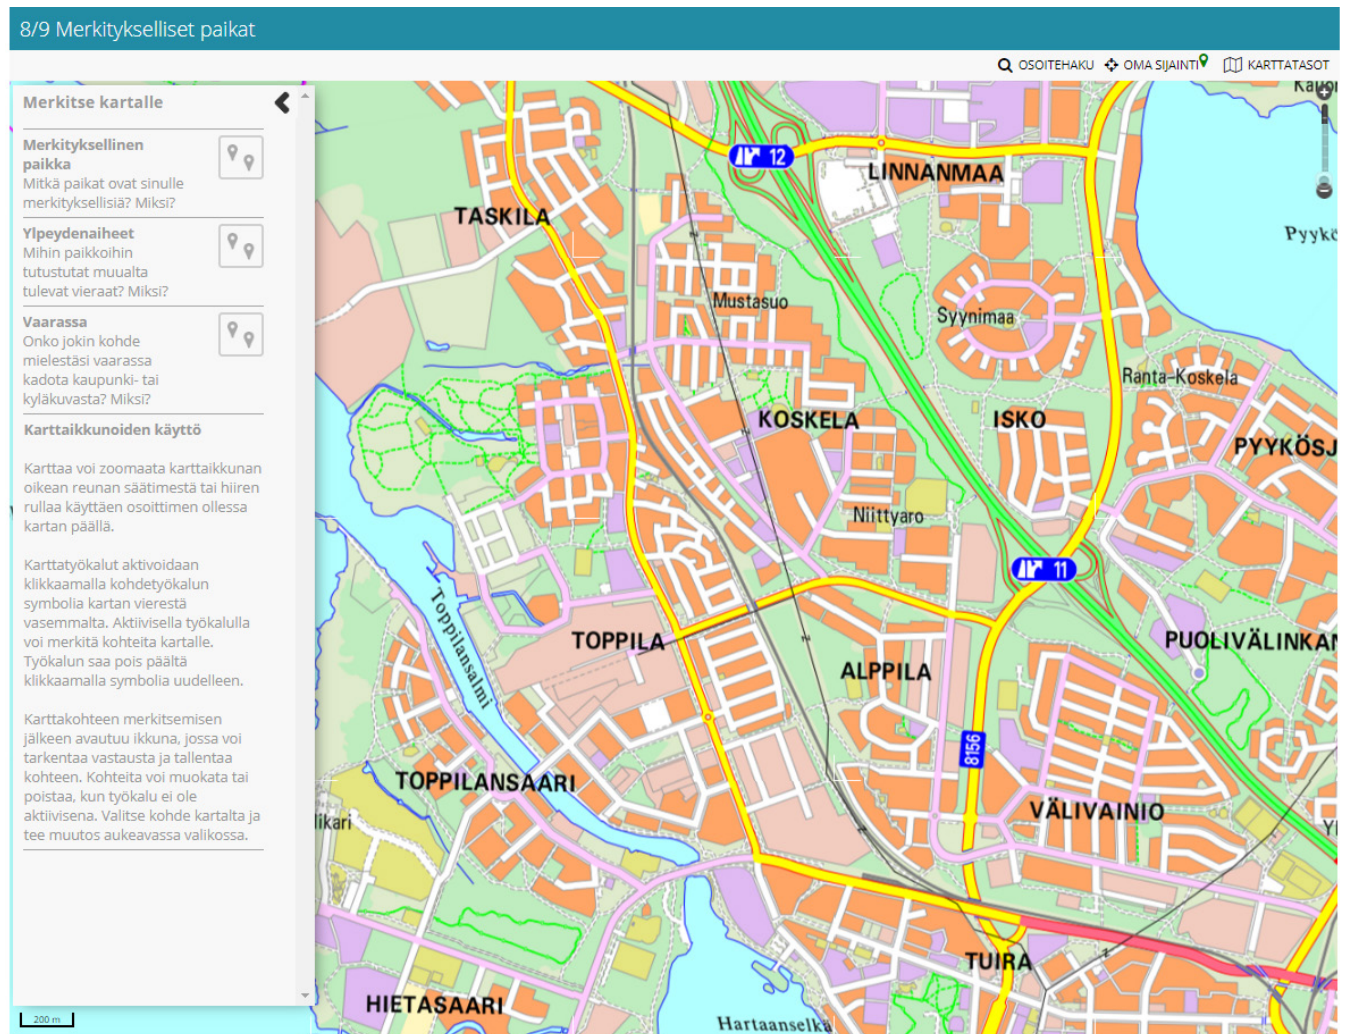 8/9 Merkitykselliset paikat
OSOITEHAKU
OMA SIJAINTI
KARTTATASOT
Merkitse kartalle
Merkityksellinen
paikka
Mitkä paikat ovat sinulle
merkityksellisiä? Miksi?
Ylpeydenaiheet
Mihin paikkoihin
tutustutat muualta
tulevat vieraat? Miksi?
Vaarassa
Onko jokin kohde
mielestäsi vaarassa
kadota kaupunki- tai
kyläkuvasta? Miksi?
Karttaikkunoiden käyttö
Karttaa voi zoomaata karttaikkunan
oikean reunan säätimestä tai hiiren
rullaa käyttäen osoittimen ollessa
kartan päällä.
Karttatyökalut aktivoidaan
klikkaamalla kohdetyökalun
symbolia kartan vierestä
vasemmalta. Aktiivisella työkalulla
voi merkitä kohteita kartalle.
Työkalun saa pois päältä
klikkaamalla symbolia uudelleen.
Karttakohteen merkitsemisen
jälkeen avautuu ikkuna, jossa voi
tarkentaa vastausta ja tallentaa
kohteen. Kohteita voi muokata tai
poistaa, kun työkalu ei ole
aktiivisena. Valitse kohde kartalta ja
tee muutos aukeavassa valikossa.
200 m
12
LINNANMAA
TASKILA
Pyykö
Mustasuo
Syynimaa
Ranta-Koskela
KOSKELA
ISKO
PYYKÖSJ
Niittyaro
11
Toppilansalmi
TOPPILA
PUOLIVÄLINKAN
ALPPILA
8156
TOPPILANSAARI
VÄLIVAINIO
likari
TUIRA
HIETASAARI
Hartaanselkä